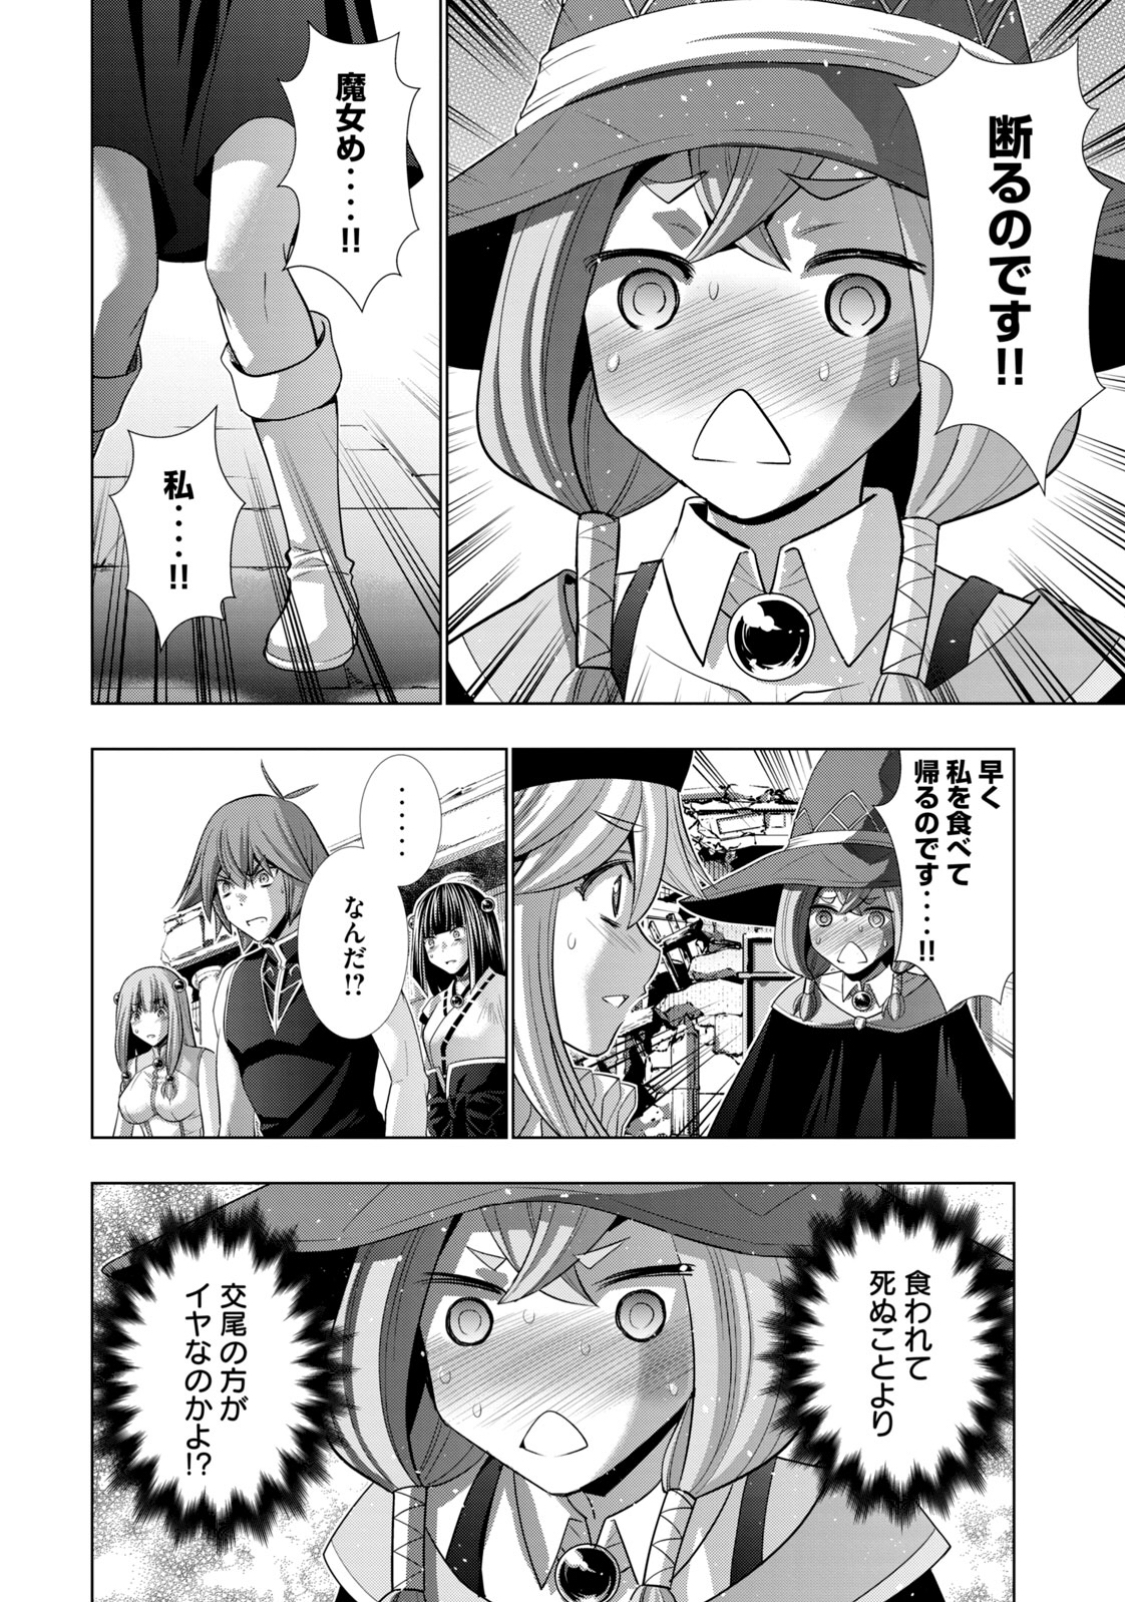 断るのです!!
魔女め‥‥!!
私‥‥!!
早く
私を食べて
帰るのです‥‥!!
‥‥‥
なんだ!?
食われて
死ぬことより
交尾の方が
イヤなのかよ!?